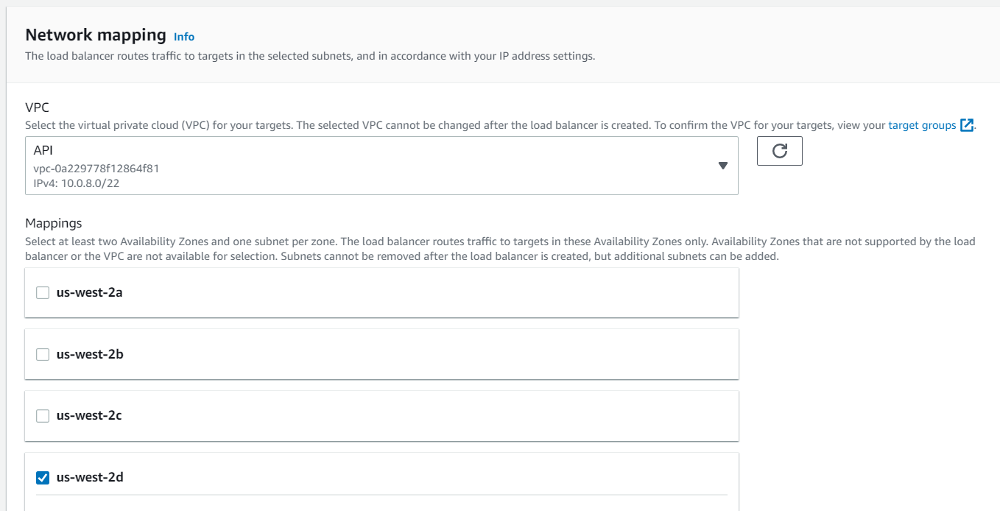 Network mapping Info
The load balancer routes traffic to targets in the selected subnets, and in accordance with your IP address settings.
VPC
Select the virtual private cloud (VPC) for your targets. The selected VPC cannot be changed after the load balancer is created. To confirm the VPC for your targets, view your target groups.
API
vpc-0a229778f12864f81
IPv4: 10.0.8.0/22
Mappings
Select at least two Availability Zones and one subnet per zone. The load balancer routes traffic to targets in these Availability Zones only. Availability Zones that are not supported by the load
balancer or the VPC are not available for selection. Subnets cannot be removed after the load balancer is created, but additional subnets can be added.
us-west-2a
us-west-2b
us-west-2c
us-west-2d